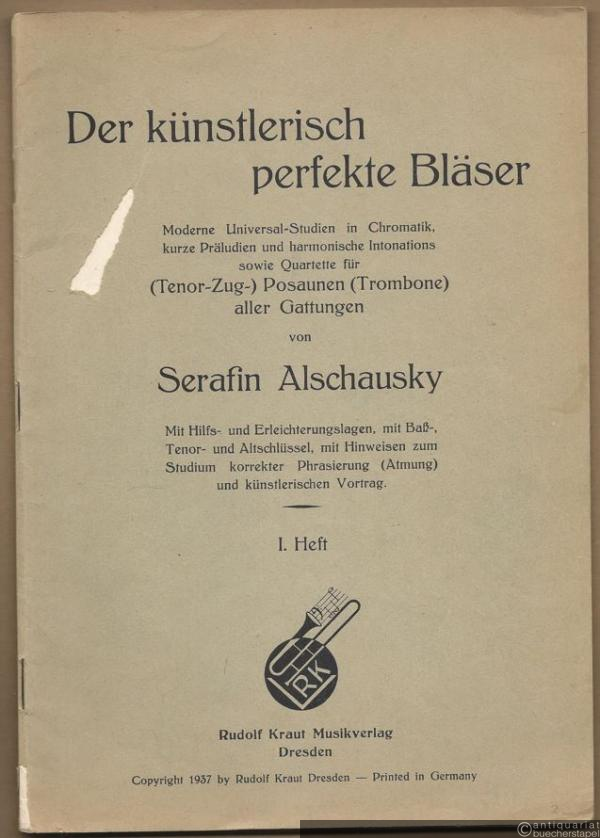 Der künstlerisch
perfekte Bläser
Moderne Universal-Studien in Chromatik,
kurze Präludien und harmonische Intonations
sowie Quartette für
(Tenor-Zug-) Posaunen (Trombone)
aller Gattungen
von
Serafin Alschausky
Mit Hilfs- und Erleichterungslagen, mit Baß-,
Tenor- und Altschlüssel, mit Hinweisen zum
Studium korrekter Phrasierung (Atmung)
und künstlerischen Vortrag.
I. Heft
RK
Rudolf Kraut Musikverlag
Dresden
Copyright 1937 by Rudolf Kraut Dresden — Printed in Germany
©antiquariat
buecherstapel